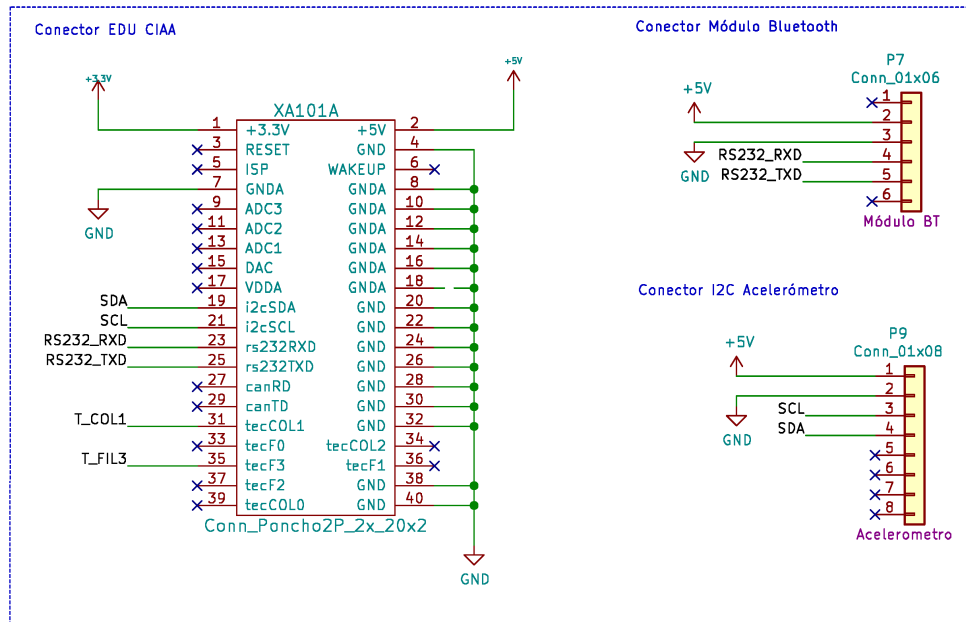 Conector EDU CIAA
+3.3V
+5V
XA101A
1 +3.3V +5V 2
3 RESET GND 4
5 ISP WAKEUP 6
7 GNDA GNDA 8
9 ADC3 GNDA 10
11 ADC2 GNDA 12
13 ADC1 GNDA 14
15 DAC GNDA 16
17 VDDA GNDA 18
SDA 19 i2cSDA GND 20
SCL 21 i2cSCL GND 22
RS232_RXD 23 rs232RXD GND 24
RS232_TXD 25 rs232TXD GND 26
27 canRD GND 28
29 canTD GND 30
T_COL1 31 tecCOL1 GND 32
33 tecF0 tecCOL2 34
T_FIL3 35 tecF3 tecF1 36
37 tecF2 GND 38
39 tecCOL0 GND 40
Conn_Poncho2P_2x_20x2
GND
GND
Conector Módulo Bluetooth
P7
Conn_01x06
+5V
1
2
3
RS232_RXD 4
GND
RS232_TXD 5
6
Módulo BT
Conector I2C Acelerómetro
P9
Conn_01x08
+5V
1
2
SCL 3
SDA 4
GND
5
6
7
8
Acelerometro